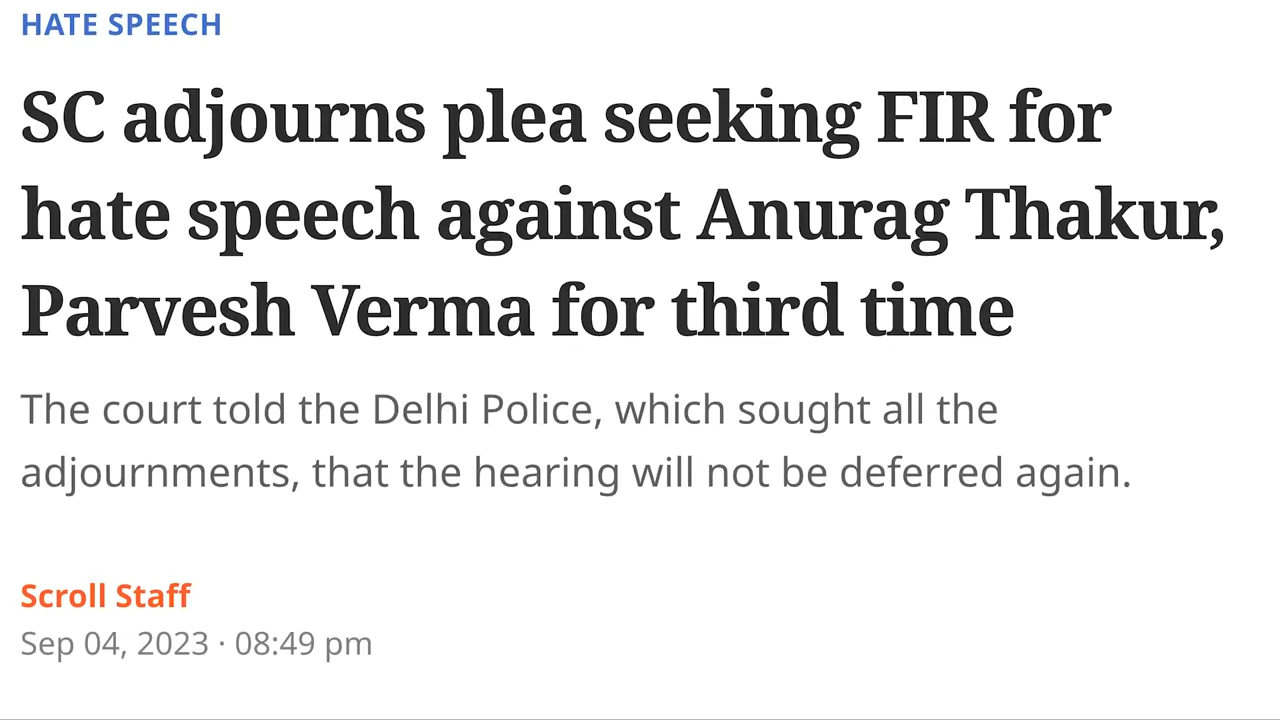 HATE SPEECH
SC adjourns plea seeking FIR for
hate speech against Anurag Thakur,
Parvesh Verma for third time
The court told the Delhi Police, which sought all the
adjournments, that the hearing will not be deferred again.
Scroll Staff
Sep 04, 2023 · 08:49 pm